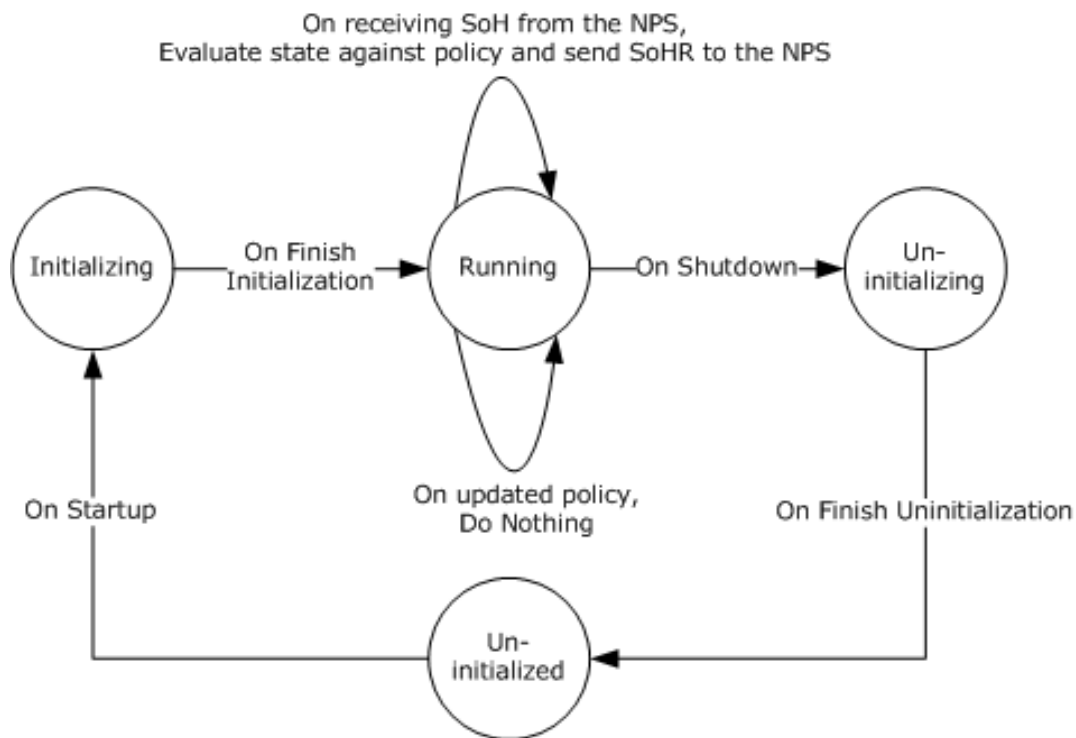 On receiving SoH from the NPS,
Evaluate state against policy and send SoHR to the NPS
Initializing
On Finish
Initialization
Running
On Shutdown
Un-
initializing
On updated policy,
Do Nothing
On Startup
On Finish Uninitialization
Un-
initialized